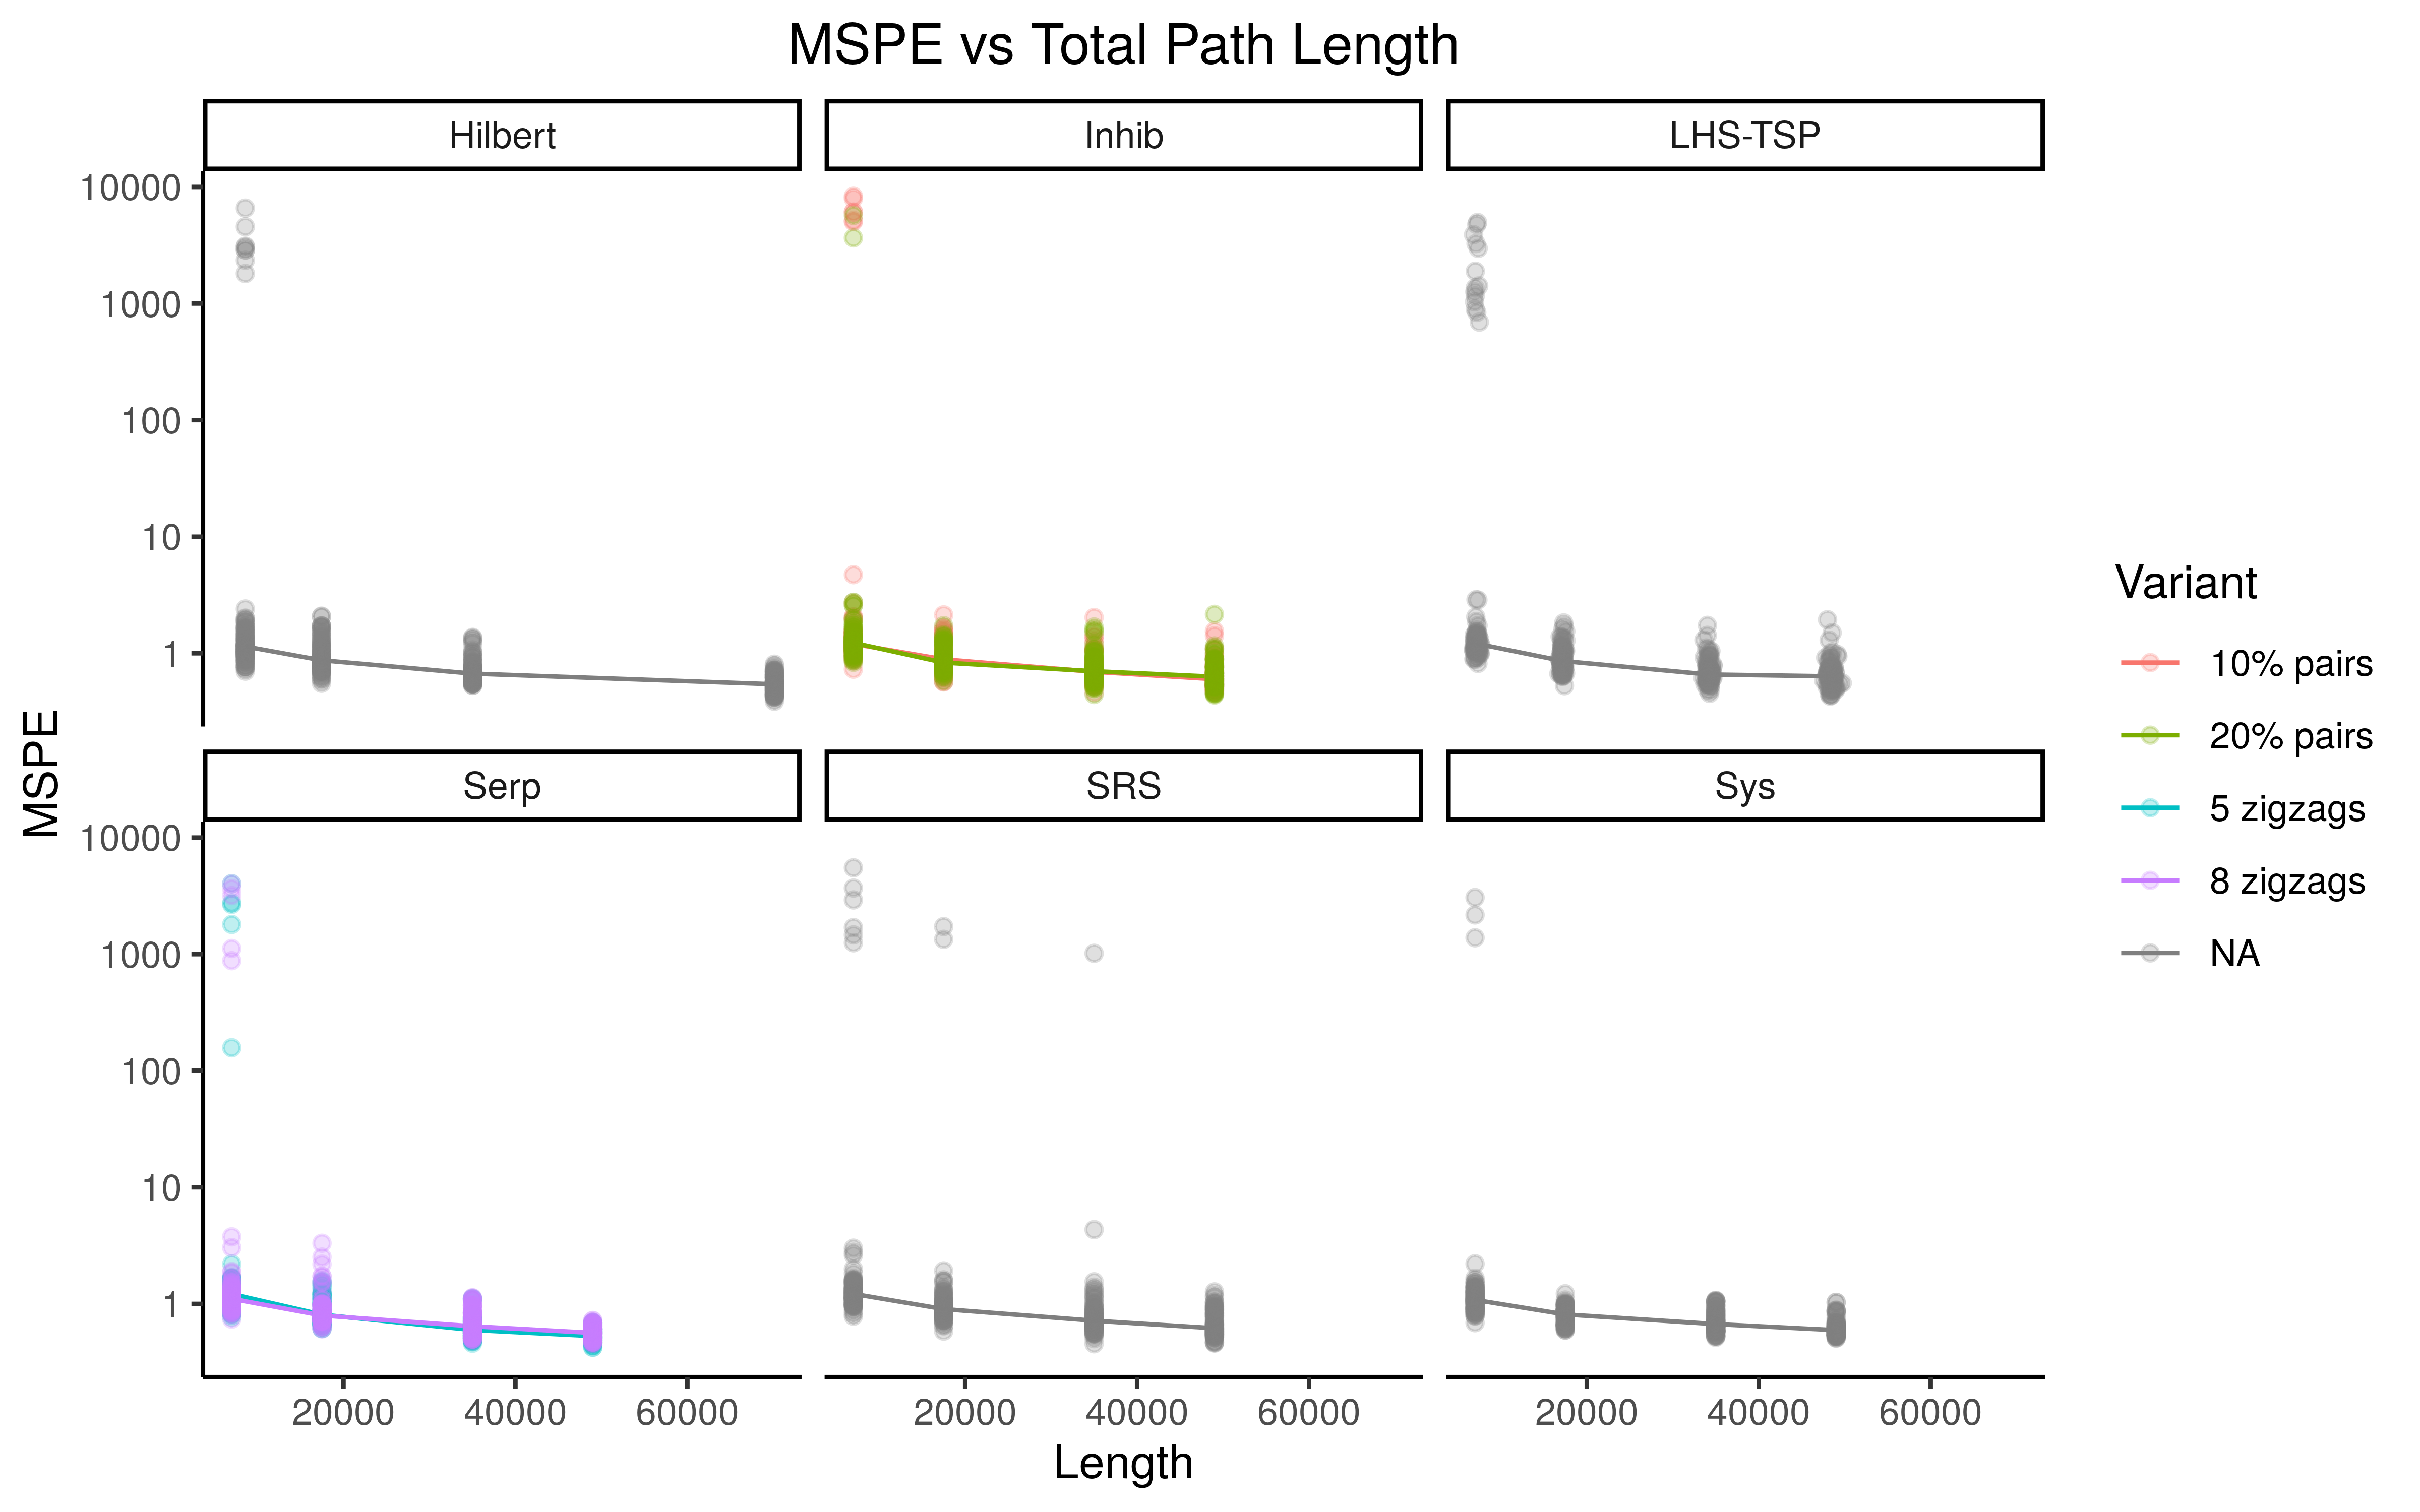 MSPE vs Total Path Length
Hilbert
Inhib
LHS-TSP
10000
1000
100
10
1
Serp
SRS
Sys
10000
1000
100
10
1
20000 40000 60000
20000 40000 60000
20000 40000 60000
Length
MSPE
Variant
10% pairs
20% pairs
5 zigzags
8 zigzags
NA